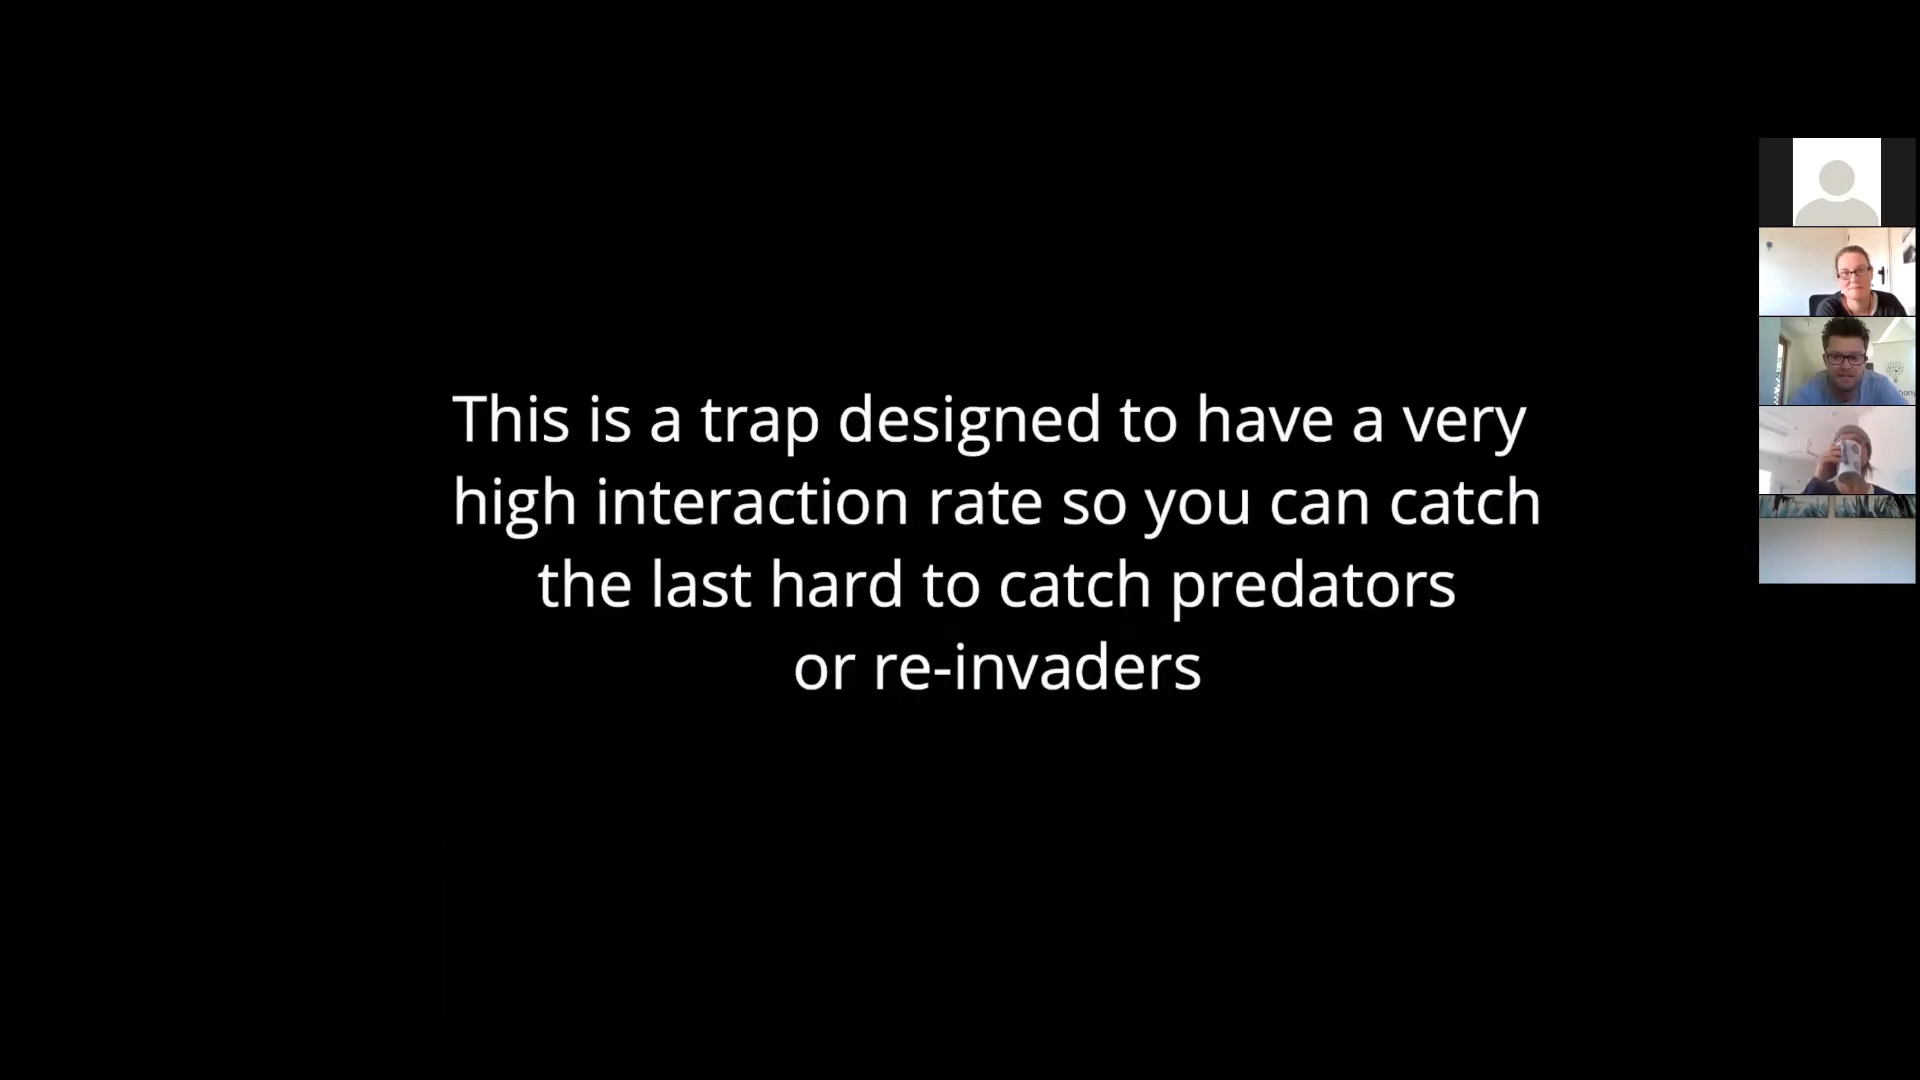 This is a trap designed to have a very
high interaction rate so you can catch
the last hard to catch predators
or re-invaders